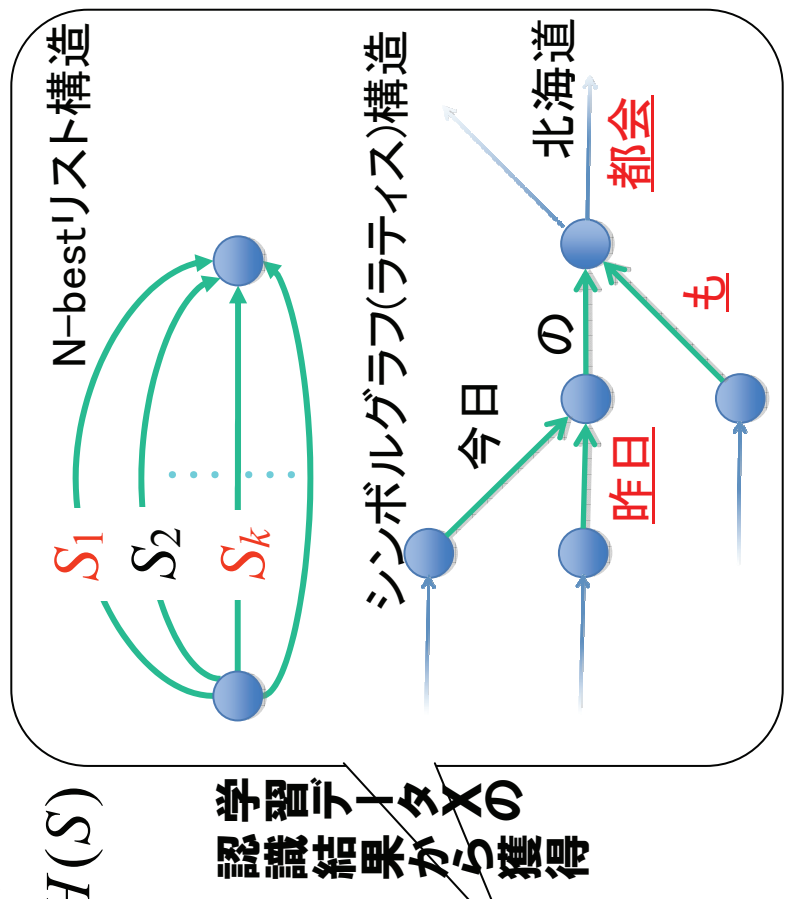 H(S)
学習データXの
認識結果から獲得
N-bestリスト構造
S1
S2
Sk
シンボルグラフ(ラティス)構造
今日
の
北海道
昨日
も
都会